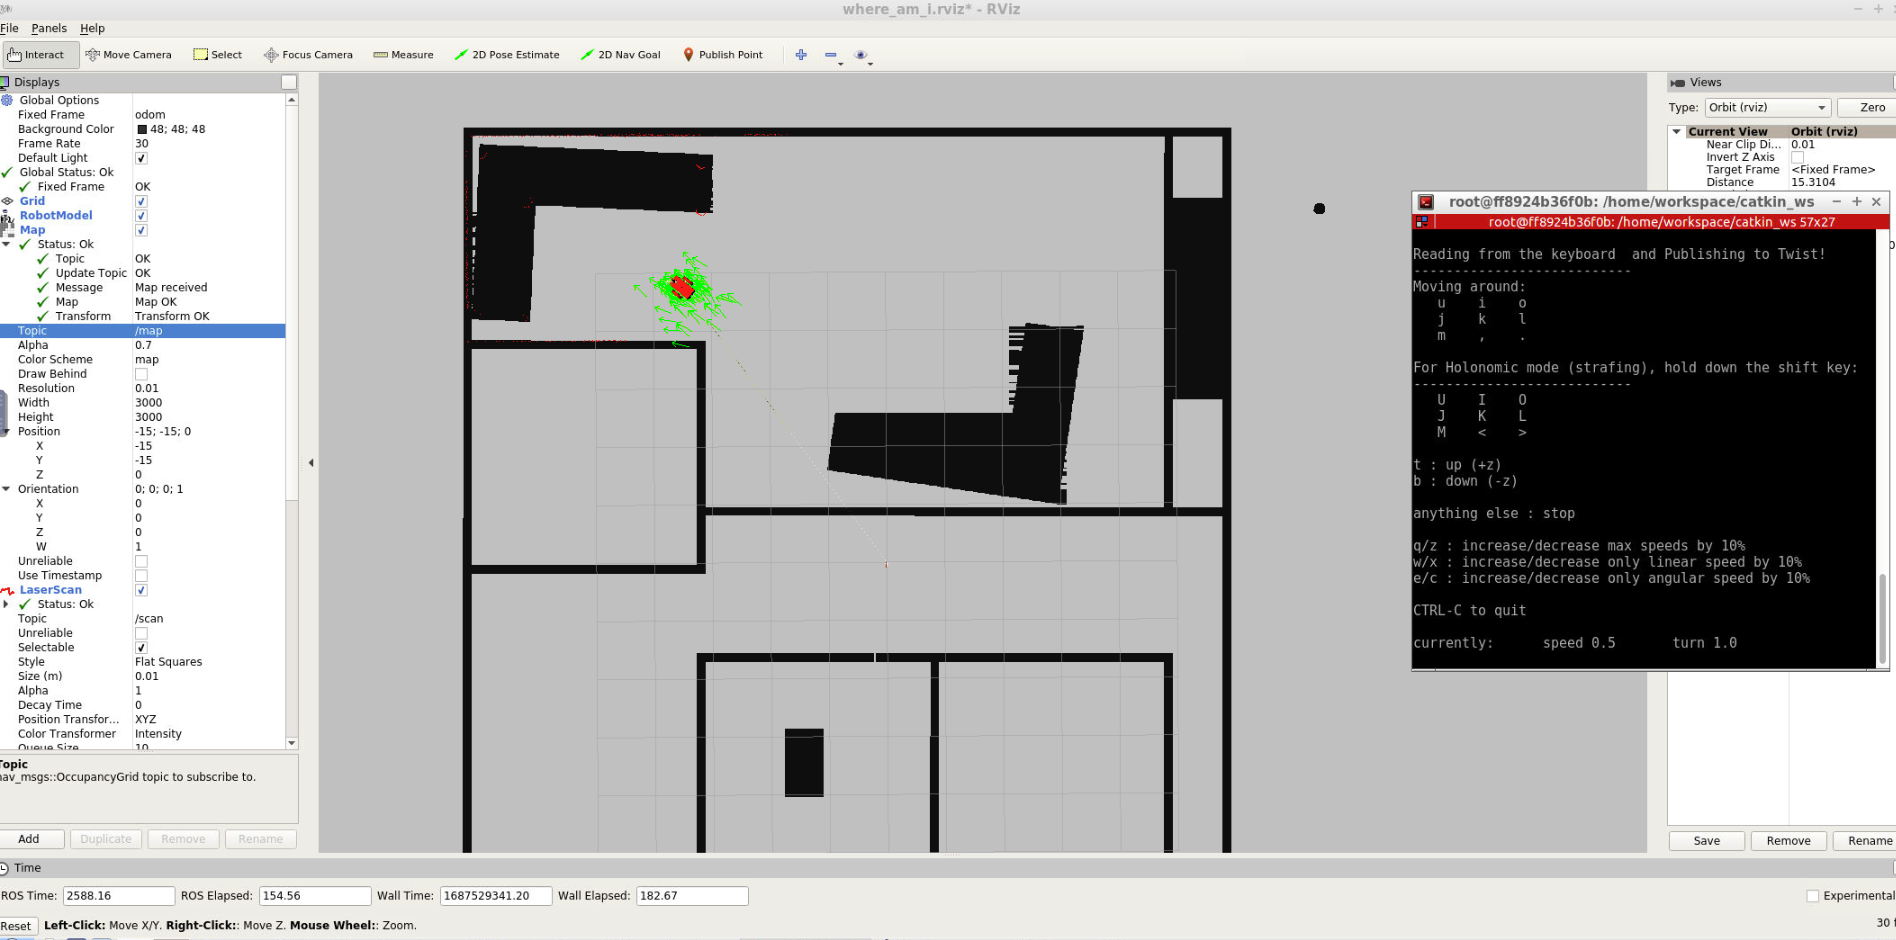 where_am_i.rviz* - RViz
File Panels Help
Interact Move Camera Select Focus Camera Measure 2D Pose Estimate 2D Nav Goal Publish Point
Displays
Global Options
Fixed Frame odom
Background Color 48; 48; 48
Frame Rate 30
Default Light
Global Status: Ok
Fixed Frame OK
Grid
RobotModel
Map
Status: Ok
Topic OK
Update Topic OK
Message Map received
Map Map OK
Transform Transform OK
Topic /map
Alpha 0.7
Color Scheme map
Draw Behind
Resolution 0.01
Width 3000
Height 3000
Position -15; -15; 0
X -15
Y -15
Z 0
Orientation 0; 0; 0; 1
X 0
Y 0
Z 0
W 1
Unreliable
Use Timestamp
LaserScan
Status: Ok
Topic /scan
Unreliable
Selectable
Style Flat Squares
Size (m) 0.01
Alpha 1
Decay Time 0
Position Transfor... XYZ
Color Transformer Intensity
Queue Size 10
Topic
nav_msgs::OccupancyGrid topic to subscribe to.
Add Duplicate Remove Rename
Views
Type: Orbit (rviz) Zero
Current View Orbit (rviz)
Near Clip Di... 0.01
Invert Z Axis
Target Frame <Fixed Frame>
Distance 15.3104
root@ff8924b36f0b: /home/workspace/catkin_ws
root@ff8924b36f0b: /home/workspace/catkin_ws 57x27
Reading from the keyboard  and Publishing to Twist!
---------------------------
Moving around:
u i o
j k l
m , .
For Holonomic mode (strafing), hold down the shift key:
---------------------------
U I O
J K L
M < >
t : up (+z)
b : down (-z)
anything else : stop
q/z : increase/decrease max speeds by 10%
w/x : increase/decrease only linear speed by 10%
e/c : increase/decrease only angular speed by 10%
CTRL-C to quit
currently: speed 0.5 turn 1.0
Save Remove Rename
Time
ROS Time: 2588.16 ROS Elapsed: 154.56 Wall Time: 1687529341.20 Wall Elapsed: 182.67 Experimental
Reset Left-Click: Move X/Y. Right-Click:: Move Z. Mouse Wheel:: Zoom. 30 f